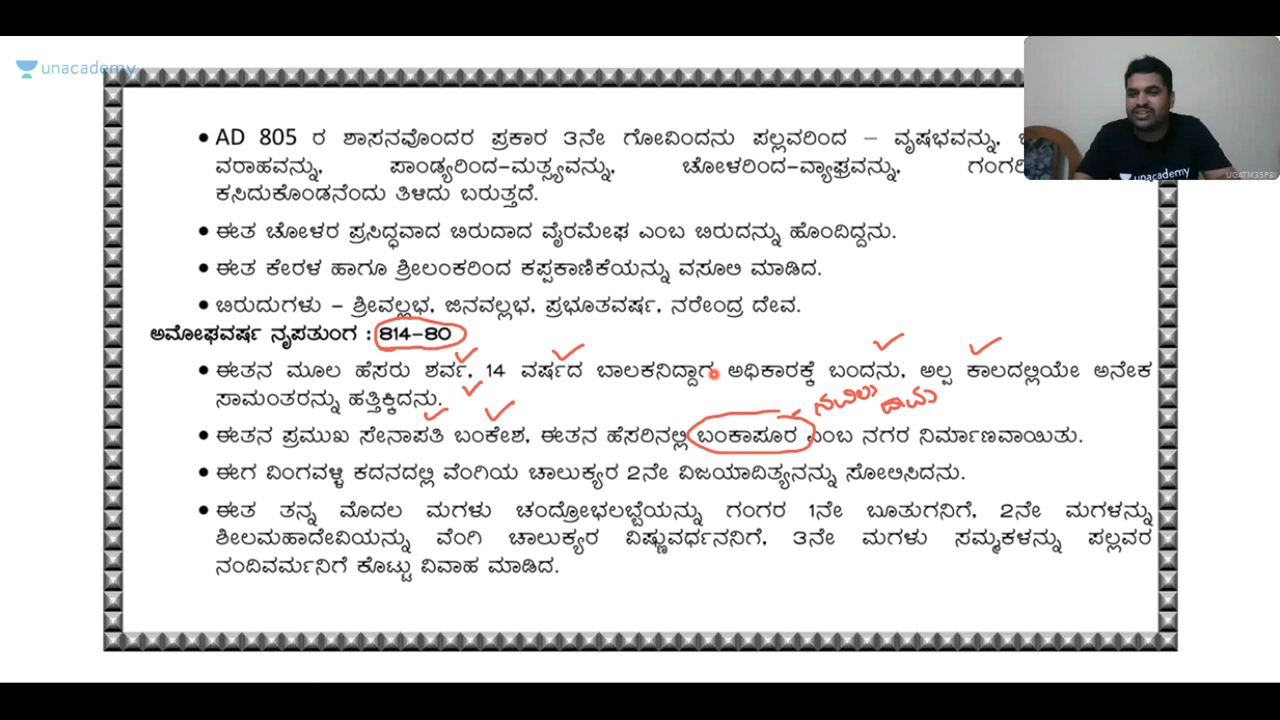 unacademy
• AD 805 ರ ಶಾಸನವೊಂದರ ಪ್ರಕಾರ 3ನೇ ಗೋವಿಂದನು ಪಲ್ಲವರಿಂದ – ವೃಷಭವನ್ನು,
ವರಾಹವನ್ನು, ಪಾಂಡ್ಯರಿಂದ-ಮತ್ಸ್ಯವನ್ನು, ಚೋಳರಿಂದ-ವ್ಯಾಘ್ರವನ್ನು,
ಕಸಿದುಕೊಂಡನೆಂದು ತಿಳಿದು ಬರುತ್ತದೆ.
• ಈತ ಚೋಳರ ಪ್ರಸಿದ್ಧವಾದ ಬಿರುದಾದ ವೈರಮೇಘ ಎಂಬ ಬಿರುದನ್ನು ಹೊಂದಿದ್ದನು.
• ಈತ ಕೇರಳ ಹಾಗೂ ಶ್ರೀಲಂಕರಿಂದ ಕಪ್ಪಕಾಣಿಕೆಯನ್ನು ವಸೂಲಿ ಮಾಡಿದ.
• ಬಿರುದುಗಳು – ಶ್ರೀವಲ್ಲಭ, ಜಿನವಲ್ಲಭ, ಪ್ರಭೂತವರ್ಷ, ನರೇಂದ್ರ ದೇವ.
ಅಮೋಘವರ್ಷ ನೃಪತುಂಗ : 814-80
• ಈತನ ಮೂಲ ಹೆಸರು ಶರ್ವ, 14 ವರ್ಷದ ಬಾಲಕನಿದ್ದಾಗ ಅಧಿಕಾರಕ್ಕೆ ಬಂದನು, ಅಲ್ಪ ಕಾಲದಲ್ಲಿಯೇ ಅನೇಕ
ಸಾಮಂತರನ್ನು ಹತ್ತಿಕ್ಕಿದನು.
• ಈತನ ಪ್ರಮುಖ ಸೇನಾಪತಿ ಬಂಕೇಶ, ಈತನ ಹೆಸರಿನಲ್ಲಿ ಬಂಕಾಪೂರ ಎಂಬ ನಗರ ನಿರ್ಮಾಣವಾಯಿತು.
• ಈಗ ವಿಂಗವಳ್ಳಿ ಕದನದಲ್ಲಿ ವೆಂಗಿಯ ಚಾಲುಕ್ಯರ 2ನೇ ವಿಜಯಾದಿತ್ಯನನ್ನು ಸೋಲಿಸಿದನು.
• ಈತ ತನ್ನ ಮೊದಲ ಮಗಳು ಚಂದ್ರೋಭಲಬ್ಬೆಯನ್ನು ಗಂಗರ 1ನೇ ಬೂತುಗನಿಗೆ, 2ನೇ ಮಗಳನ್ನು
ಶೀಲಮಹಾದೇವಿಯನ್ನು ವೆಂಗಿ ಚಾಲುಕ್ಯರ ವಿಷ್ಣುವರ್ಧನನಿಗೆ, 3ನೇ ಮಗಳು ಸಮ್ಮಕಳನ್ನು ಪಲ್ಲವರ
ನಂದಿವರ್ಮನಿಗೆ ಕೊಟ್ಟು ವಿವಾಹ ಮಾಡಿದ.
unacademy